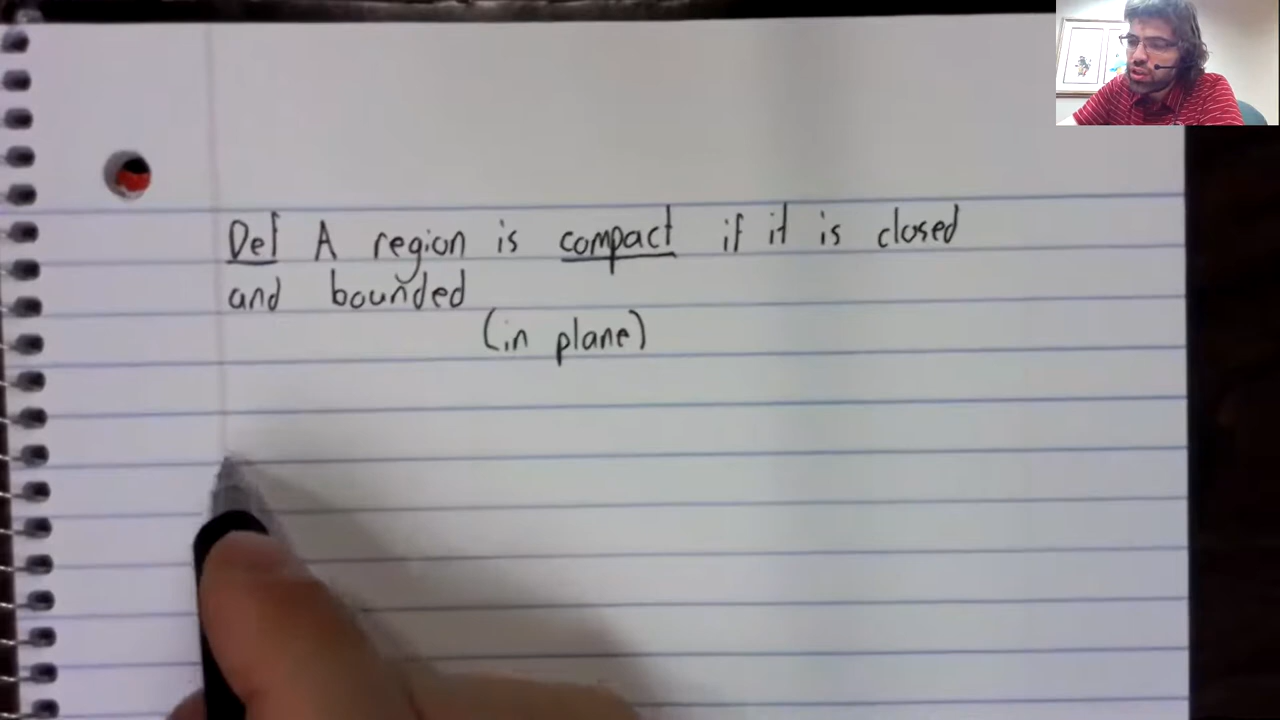 Def A region is compact if it is closed
and bounded
(in plane)